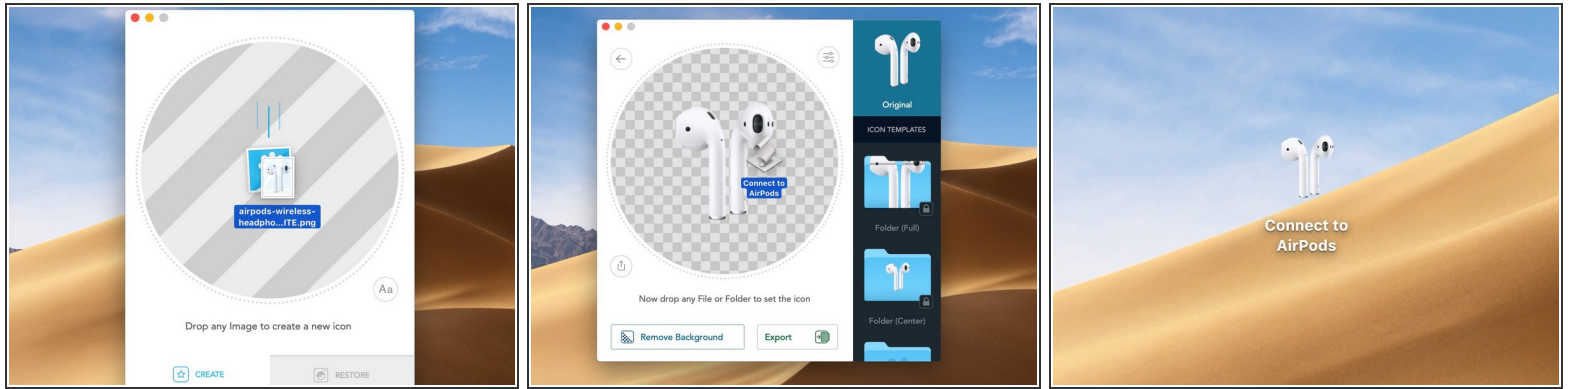 airpods-wireless-
headpho...ITE.png
Aa
Drop any Image to create a new icon
CREATE
RESTORE
Original
ICON TEMPLATES
Connect to
AirPods
Folder (Full)
Now drop any File or Folder to set the icon
Folder (Center)
Remove Background
Export
Connect to
AirPods